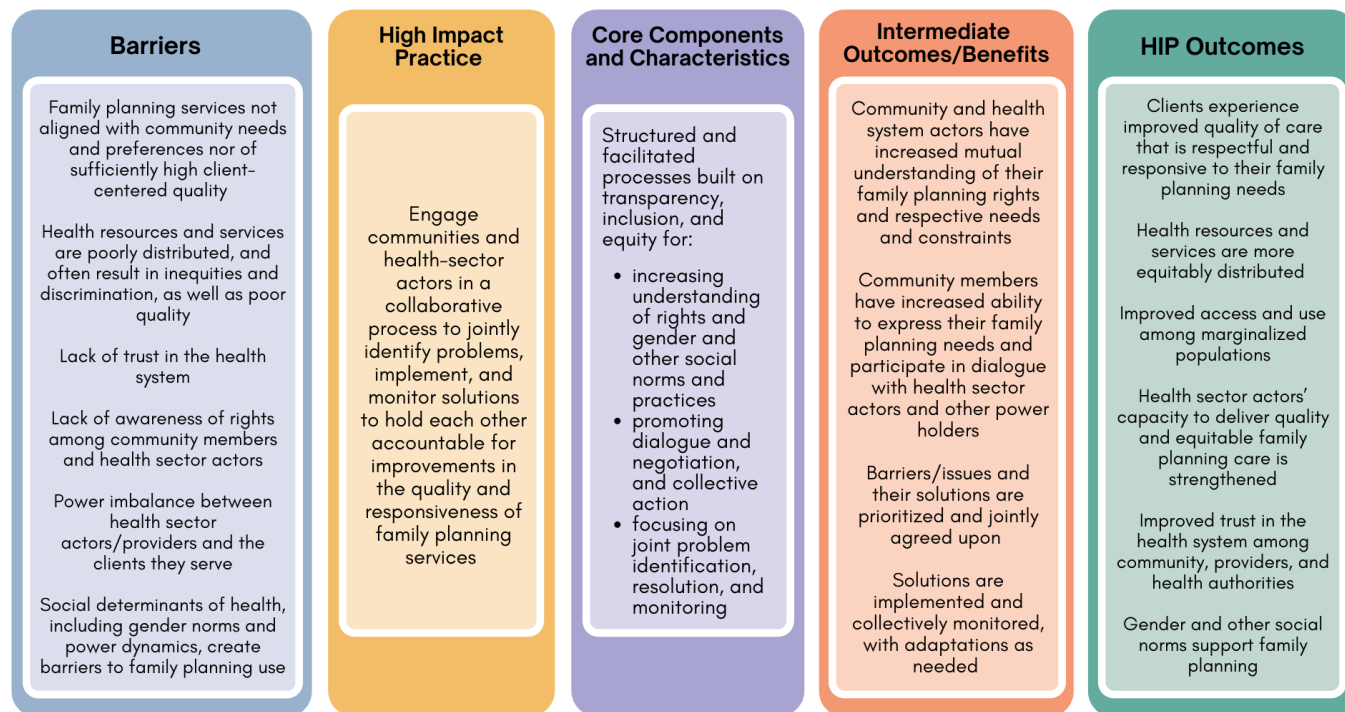 Barriers
Family planning services not
aligned with community needs
and preferences nor of
sufficiently high client-
centered quality
Health resources and services
are poorly distributed, and
often result in inequities and
discrimination, as well as poor
quality
Lack of trust in the health
system
Lack of awareness of rights
among community members
and health sector actors
Power imbalance between
health sector
actors/providers and the
clients they serve
Social determinants of health,
including gender norms and
power dynamics, create
barriers to family planning use
High Impact
Practice
Engage
communities and
health-sector
actors in a
collaborative
process to jointly
identify problems,
implement, and
monitor solutions
to hold each other
accountable for
improvements in
the quality and
responsiveness of
family planning
services
Core Components
and Characteristics
Structured and
facilitated
processes built on
transparency,
inclusion, and
equity for:
• increasing
understanding
of rights and
gender and
other social
norms and
practices
• promoting
dialogue and
negotiation,
and collective
action
• focusing on
joint problem
identification,
resolution, and
monitoring
Intermediate
Outcomes/Benefits
Community and health
system actors have
increased mutual
understanding of their
family planning rights
and respective needs
and constraints
Community members
have increased ability
to express their family
planning needs and
participate in dialogue
with health sector
actors and other power
holders
Barriers/issues and
their solutions are
prioritized and jointly
agreed upon
Solutions are
implemented and
collectively monitored,
with adaptations as
needed
HIP Outcomes
Clients experience
improved quality of care
that is respectful and
responsive to their family
planning needs
Health resources and
services are more
equitably distributed
Improved access and use
among marginalized
populations
Health sector actors’
capacity to deliver quality
and equitable family
planning care is
strengthened
Improved trust in the
health system among
community, providers, and
health authorities
Gender and other social
norms support family
planning